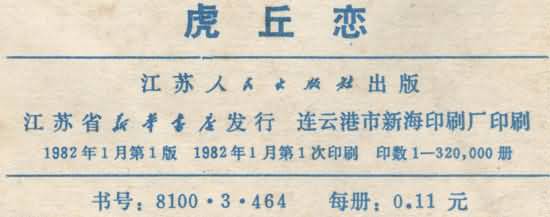 虎丘恋
江苏人民出版社出版
江苏省新华书店发行 连云港市新海印刷厂印刷
1982年1月第1版 1982年1月第1次印刷 印数1—320,000册
书号：8100·3·464 每册：0.11元